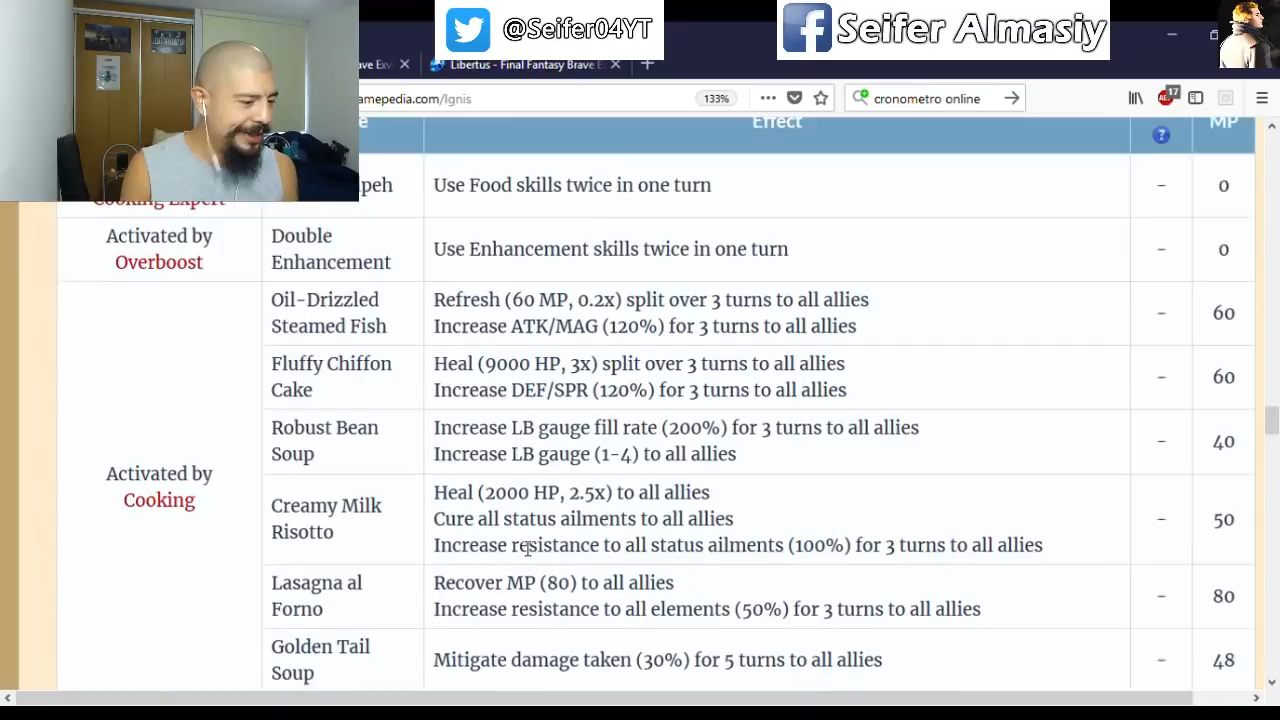 @Seifer04YT
Seifer Almasiy
ve Exv
Libertus - Final Fantasy Brave E
amepedia.com/Ignis
133%
cronometro online
17
Effect
MP
Cooking Expert
Use Food skills twice in one turn
-
0
Activated by
Overboost
Double
Enhancement
Use Enhancement skills twice in one turn
-
0
Activated by
Cooking
Oil-Drizzled
Steamed Fish
Refresh (60 MP, 0.2x) split over 3 turns to all allies
Increase ATK/MAG (120%) for 3 turns to all allies
-
60
Fluffy Chiffon
Cake
Heal (9000 HP, 3x) split over 3 turns to all allies
Increase DEF/SPR (120%) for 3 turns to all allies
-
60
Robust Bean
Soup
Increase LB gauge fill rate (200%) for 3 turns to all allies
Increase LB gauge (1-4) to all allies
-
40
Creamy Milk
Risotto
Heal (2000 HP, 2.5x) to all allies
Cure all status ailments to all allies
Increase resistance to all status ailments (100%) for 3 turns to all allies
-
50
Lasagna al
Forno
Recover MP (80) to all allies
Increase resistance to all elements (50%) for 3 turns to all allies
-
80
Golden Tail
Soup
Mitigate damage taken (30%) for 5 turns to all allies
-
48